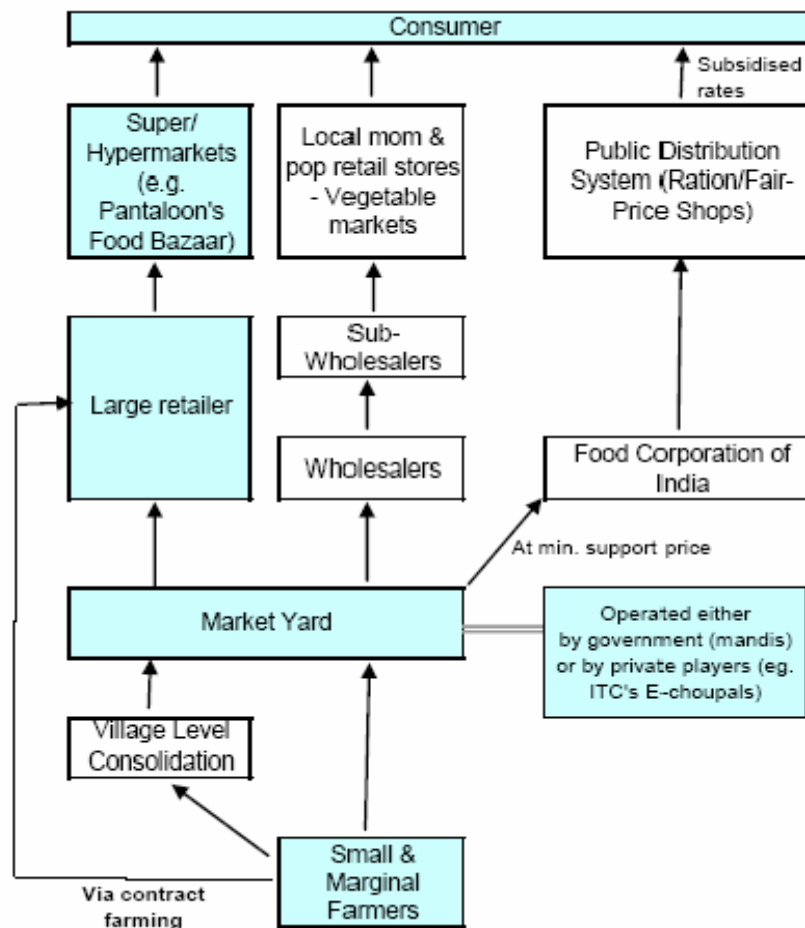 Consumer
Subsidised
rates
Super/
Hypermarkets
(e.g.
Pantaloon's
Food Bazaar)
Local mom &
pop retail stores
- Vegetable
markets
Public Distribution
System (Ration/Fair-
Price Shops)
Large retailer
Sub-
Wholesalers
Wholesalers
Food Corporation of
India
At min. support price
Market Yard
Operated either
by government (mandis)
or by private players (eg.
ITC's E-choupals)
Village Level
Consolidation
Small &
Marginal
Farmers
Via contract
farming